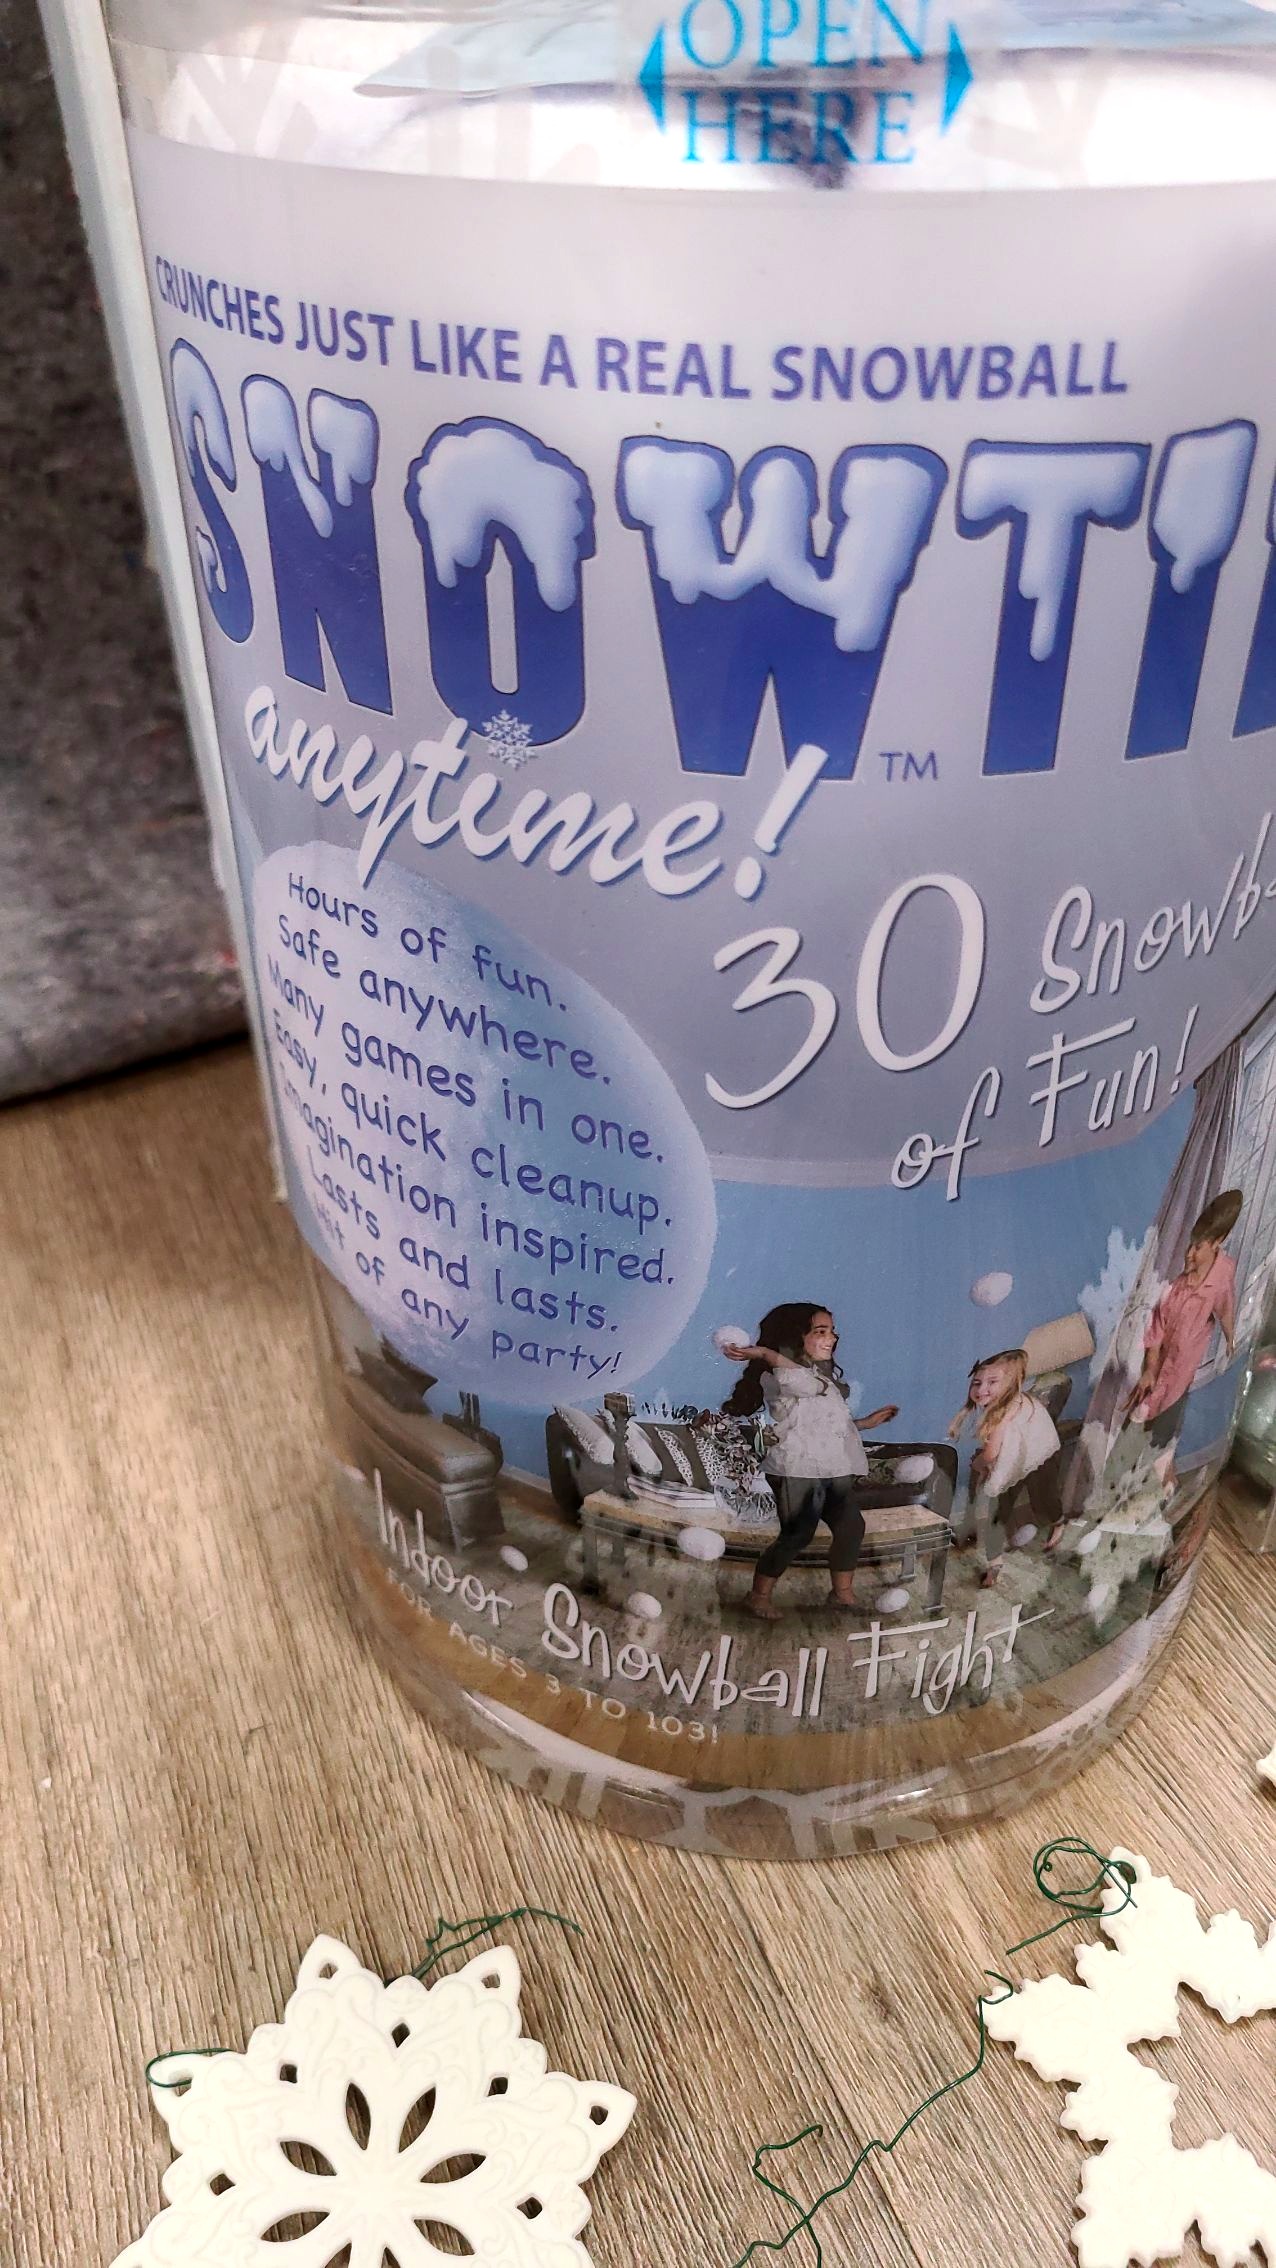 OPEN
HERE
CRUNCHES JUST LIKE A REAL SNOWBALL
SNOWTI
anytime!
TM
30 Snowba
of Fun!
Hours of fun.
Safe anywhere.
Many games in one.
Easy, quick cleanup.
Imagination inspired.
Lasts and lasts.
Hit of any party!
Indoor Snowball Fight
FOR AGES 3 TO 103!